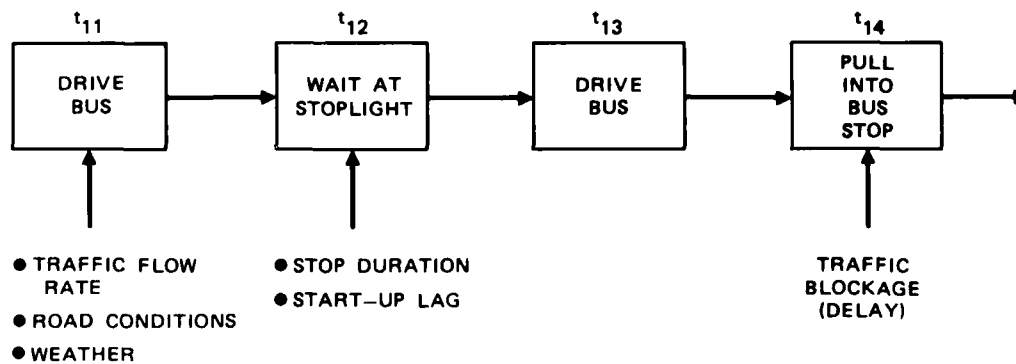 t11 t12 t13 t14
DRIVE
BUS
WAIT AT
STOPLIGHT
DRIVE
BUS
PULL
INTO
BUS
STOP
● TRAFFIC FLOW
RATE
● ROAD CONDITIONS
● WEATHER
● STOP DURATION
● START-UP LAG
TRAFFIC
BLOCKAGE
(DELAY)